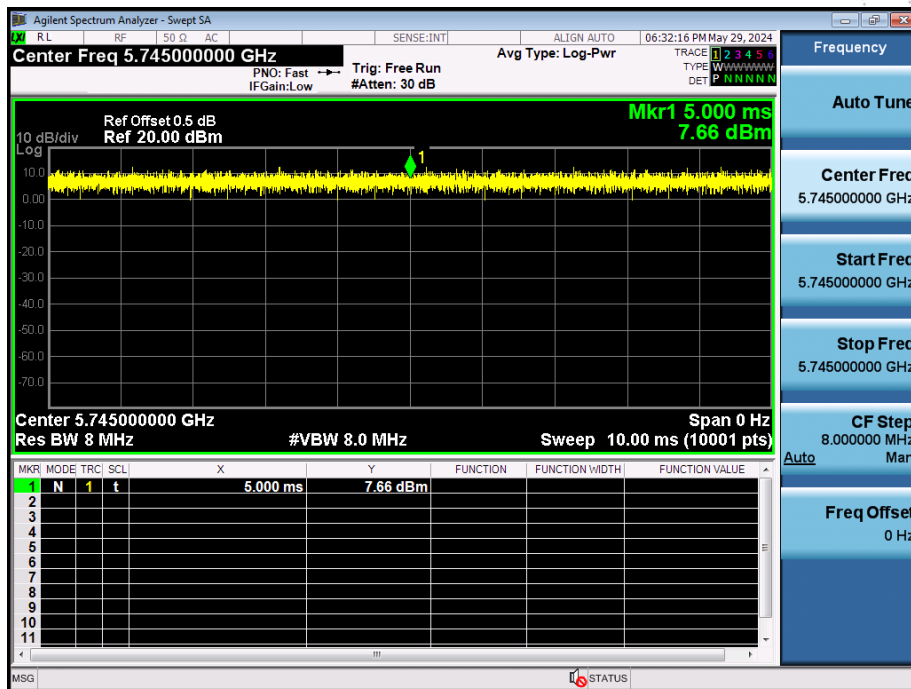 Agilent Spectrum Analyzer - Swept SA
LXI RL RF 50 Ω AC SENSE:INT ALIGN AUTO 06:32:16 PM May 29, 2024
Center Freq 5.745000000 GHz
PNO: Fast
IFGain:Low
Trig: Free Run
#Atten: 30 dB
Avg Type: Log-Pwr
TRACE 1 2 3 4 5 6
TYPE WWWWWW
DET P N N N N N
Ref Offset 0.5 dB
10 dB/div Ref 20.00 dBm
Log
Mkr1 5.000 ms
7.66 dBm
1
10.0
0.00
-10.0
-20.0
-30.0
-40.0
-50.0
-60.0
-70.0
Center 5.745000000 GHz Span 0 Hz
Res BW 8 MHz #VBW 8.0 MHz Sweep 10.00 ms (10001 pts)
MKR MODE TRC SCL X Y FUNCTION FUNCTION WIDTH FUNCTION VALUE
1 N 1 t 5.000 ms 7.66 dBm
2
3
4
5
6
7
8
9
10
11
MSG STATUS
Frequency
Auto Tune
Center Freq
5.745000000 GHz
Start Freq
5.745000000 GHz
Stop Freq
5.745000000 GHz
CF Step
8.000000 MHz
Auto Man
Freq Offset
0 Hz